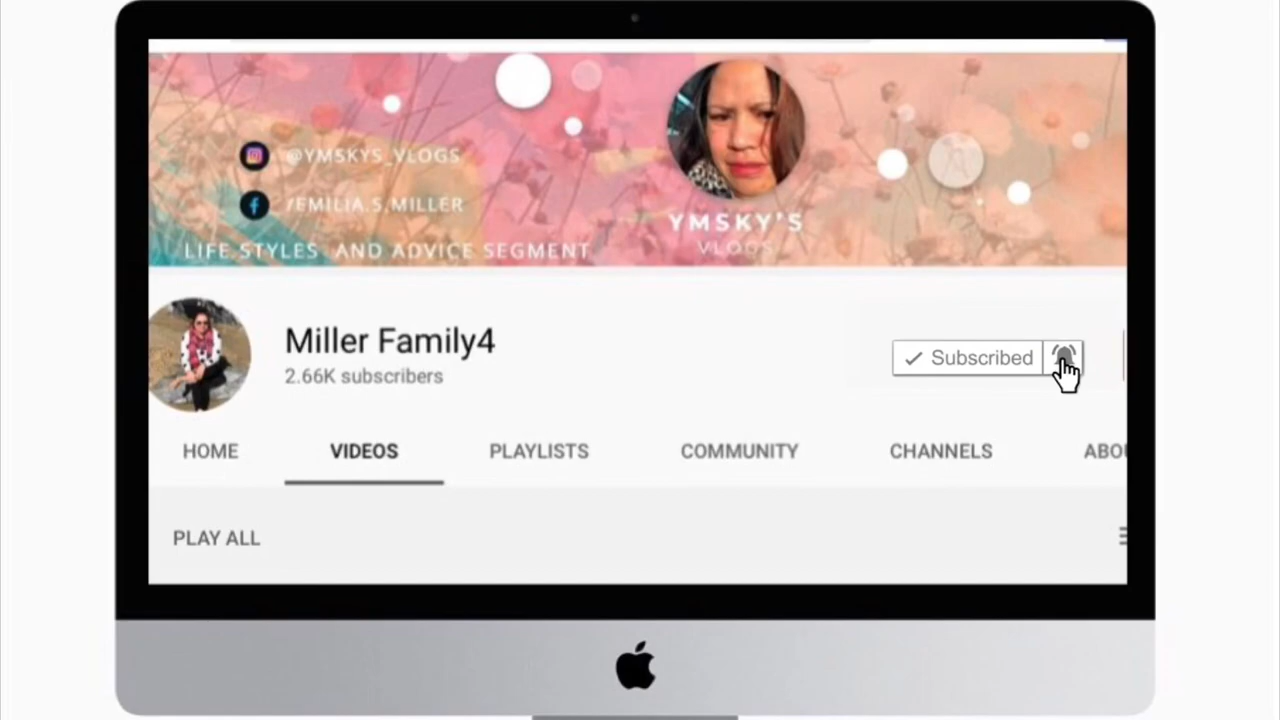 @YMSKYS_VLOGS
/EMILIA.S.MILLER
LIFE STYLES AND ADVICE SEGMENT
YMSKY'S
VLOGS
Miller Family4
2.66K subscribers
Subscribed
HOME VIDEOS PLAYLISTS COMMUNITY CHANNELS ABOU
PLAY ALL